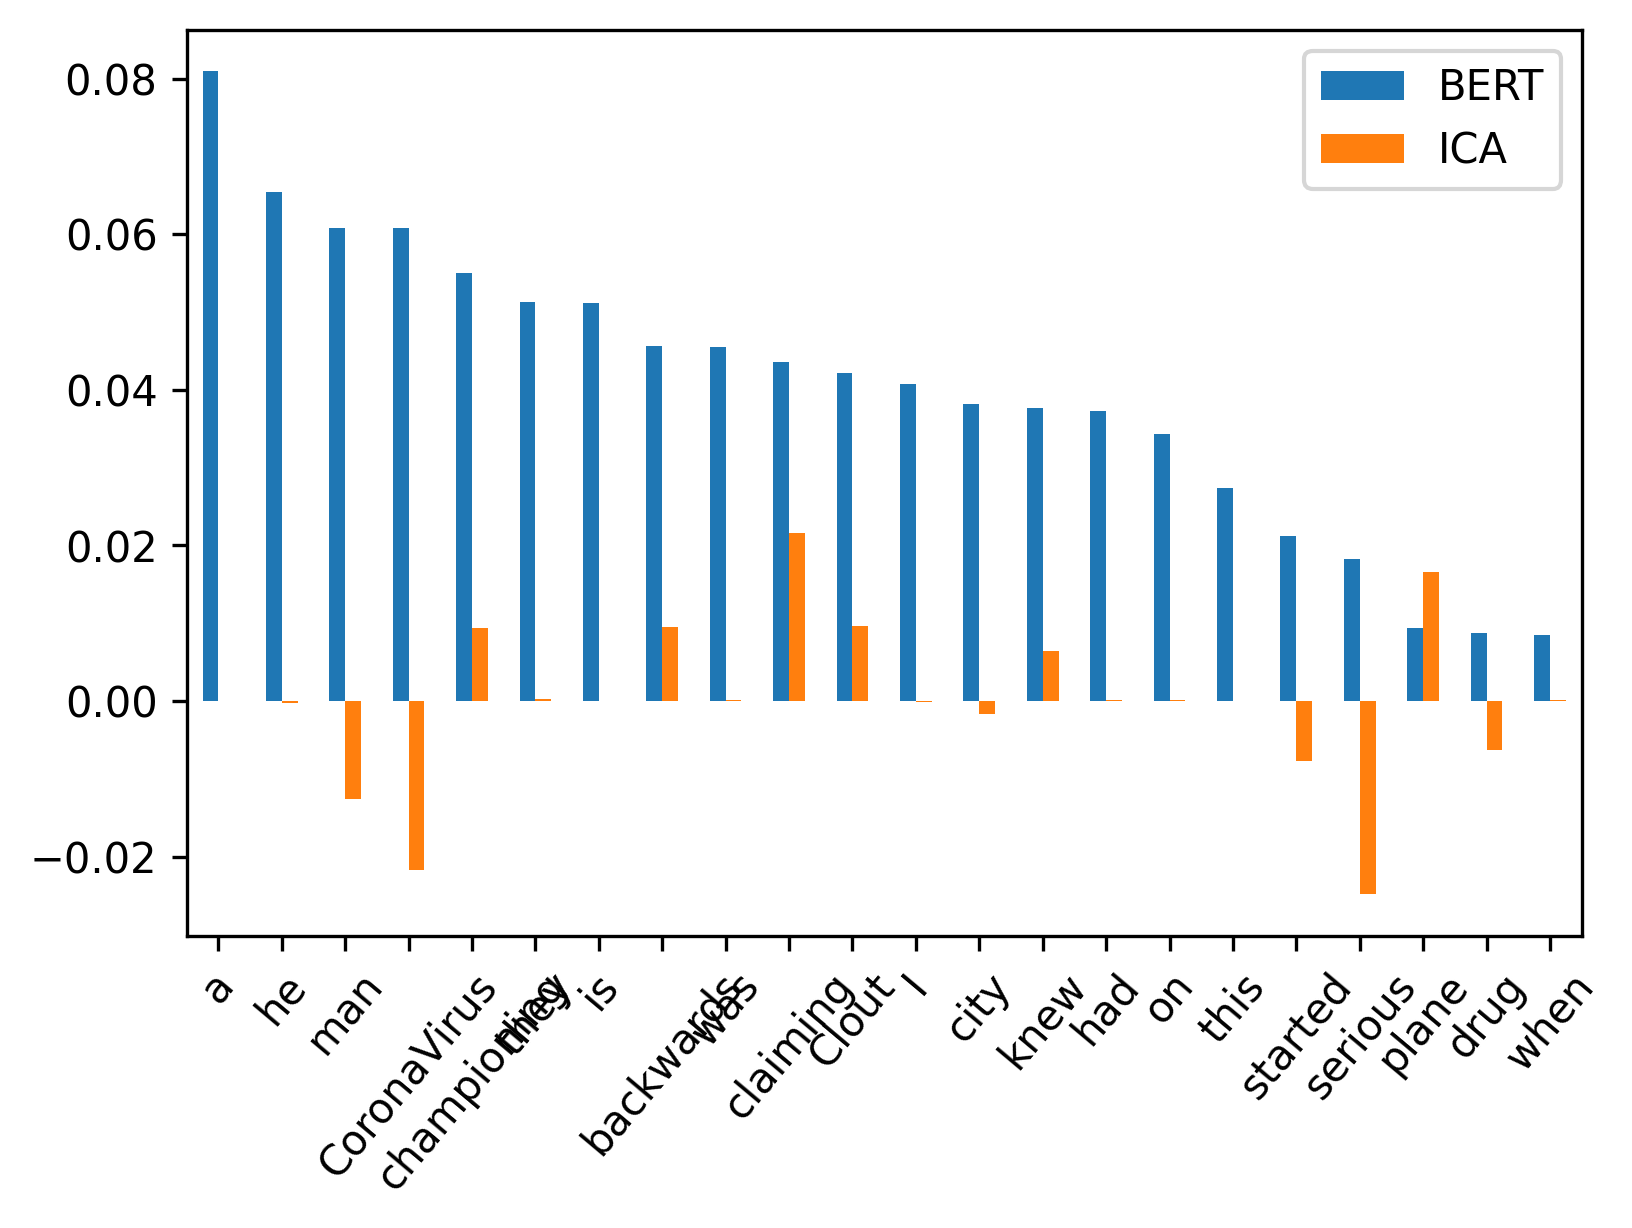 BERT
ICA
0.08
0.06
0.04
0.02
0.00
−0.02
a
he
man
CoronaVirus
championing
they
is
backwards
was
claiming
Clout
I
city
knew
had
on
this
started
serious
plane
drug
when